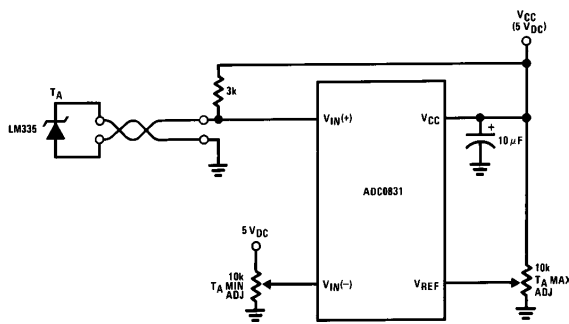 VCC
(5 VDC)
TA
3k
LM335
VIN(+)
VCC
+
10 µF
ADC0831
5 VDC
10k
TA MIN
ADJ
VIN(−)
VREF
10k
TA MAX
ADJ